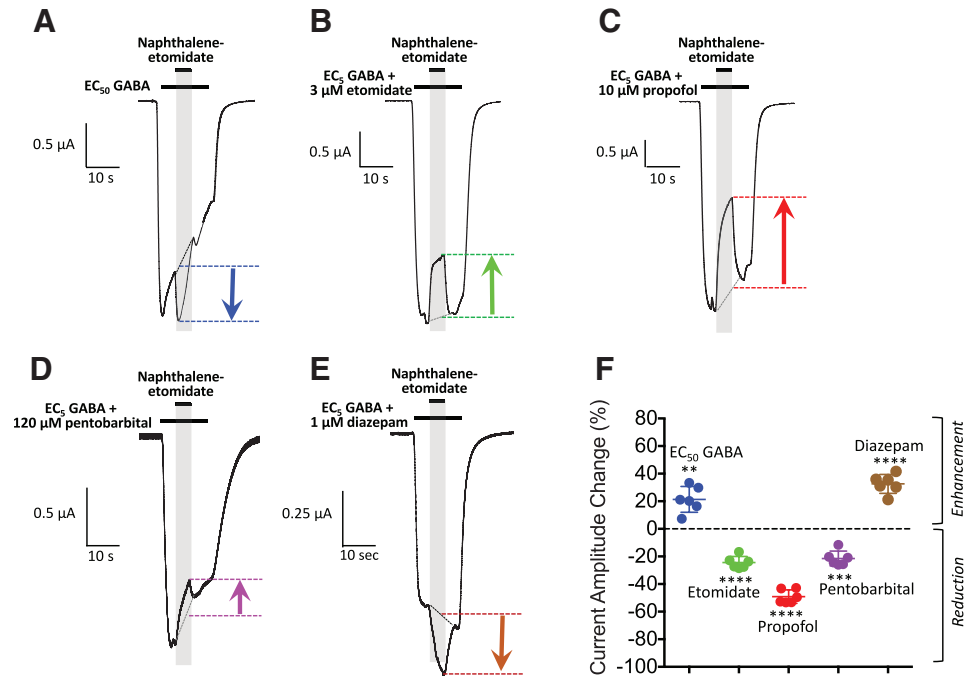 A
Naphthalene-
etomidate
EC50 GABA
0.5 µA
10 s
B
Naphthalene-
etomidate
EC5 GABA +
3 µM etomidate
0.5 µA
10 s
C
Naphthalene-
etomidate
EC5 GABA +
10 µM propofol
0.5 µA
10 s
D
Naphthalene-
etomidate
EC5 GABA +
120 µM pentobarbital
0.5 µA
10 s
E
Naphthalene-
etomidate
EC5 GABA +
1 µM diazepam
0.25 µA
10 sec
F
Current Amplitude Change (%)
80
60
40
20
0
-20
-40
-60
-80
-100
EC50 GABA
**
Diazepam
****
****
Etomidate
****
Propofol
***
Pentobarbital
Enhancement
Reduction